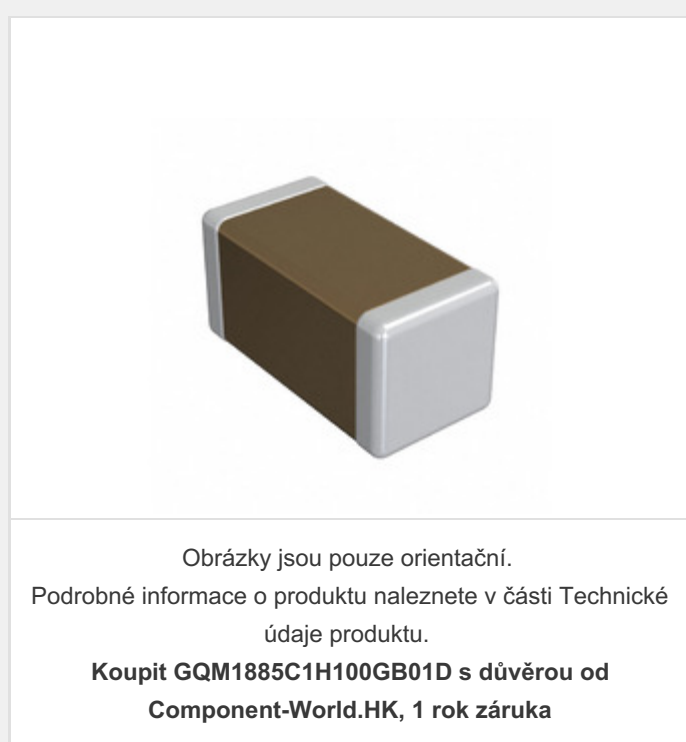 Obrázky jsou pouze orientační.
Podrobné informace o produktu naleznete v části Technické
údaje produktu.
Koupit GQM1885C1H100GB01D s důvěrou od
Component-World.HK, 1 rok záruka